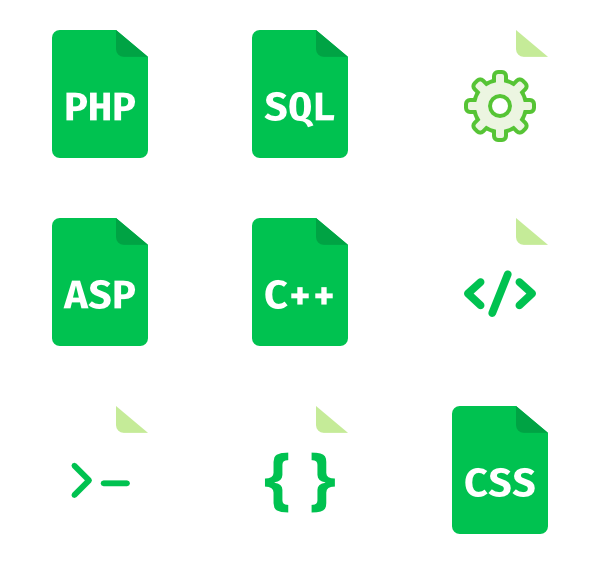 PHP
SQL
ASP
C++
</>
>_
{ }
CSS